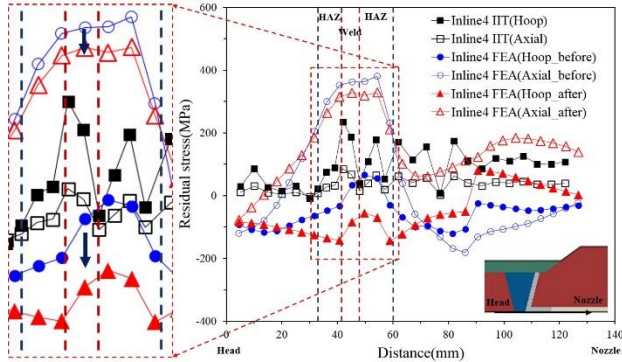 HAZ
HAZ
Weld
Inline4 IIT(Hoop)
Inline4 IIT(Axial)
Inline4 FEA(Hoop_before)
Inline4 FEA(Axial_before)
Inline4 FEA(Hoop_after)
Inline4 FEA(Axial_after)
Residual stress(MPa)
600
400
200
0
-200
-400
0
20
40
60
80
100
120
140
Head
Distance(mm)
Nozzle
Head
Nozzle